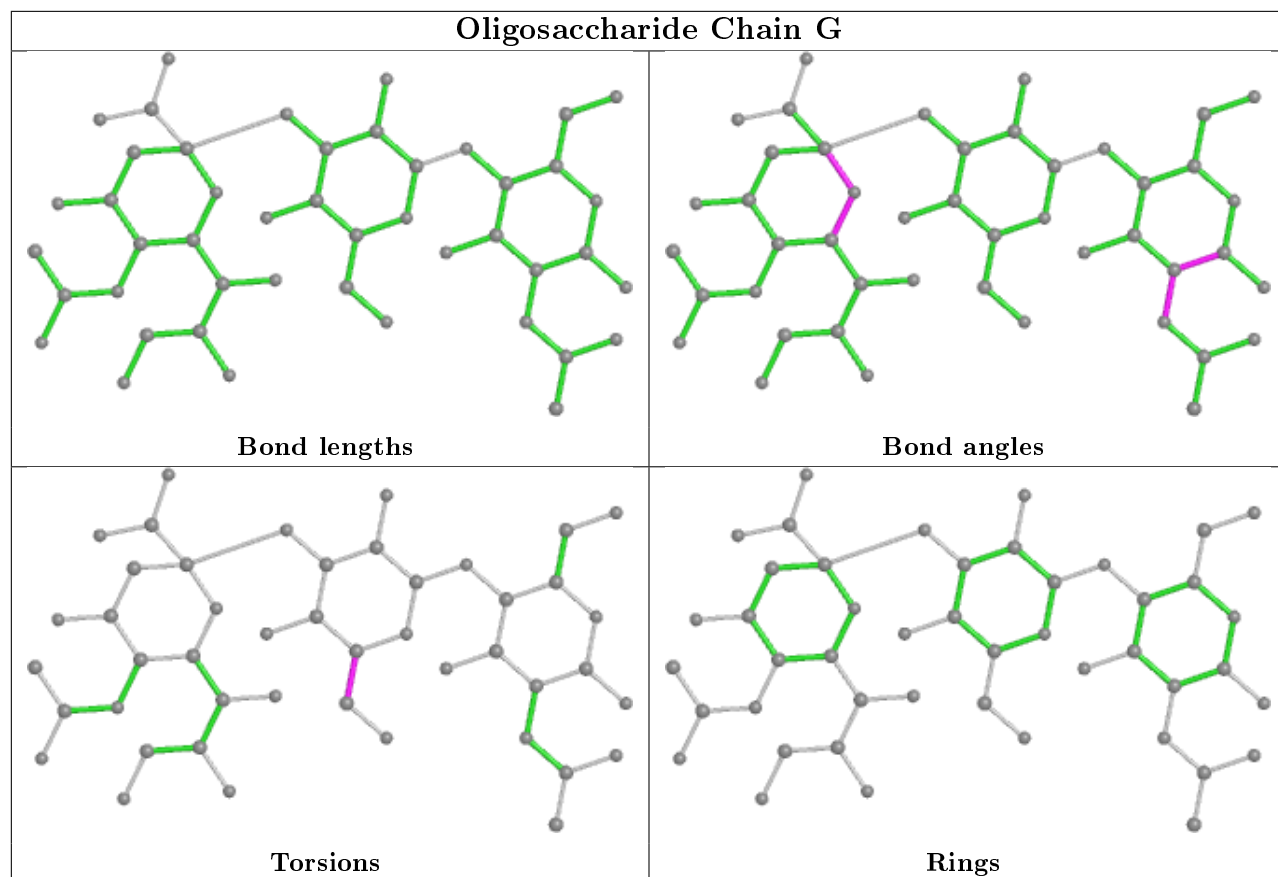 Oligosaccharide Chain G
Bond lengths
Bond angles
Torsions
Rings